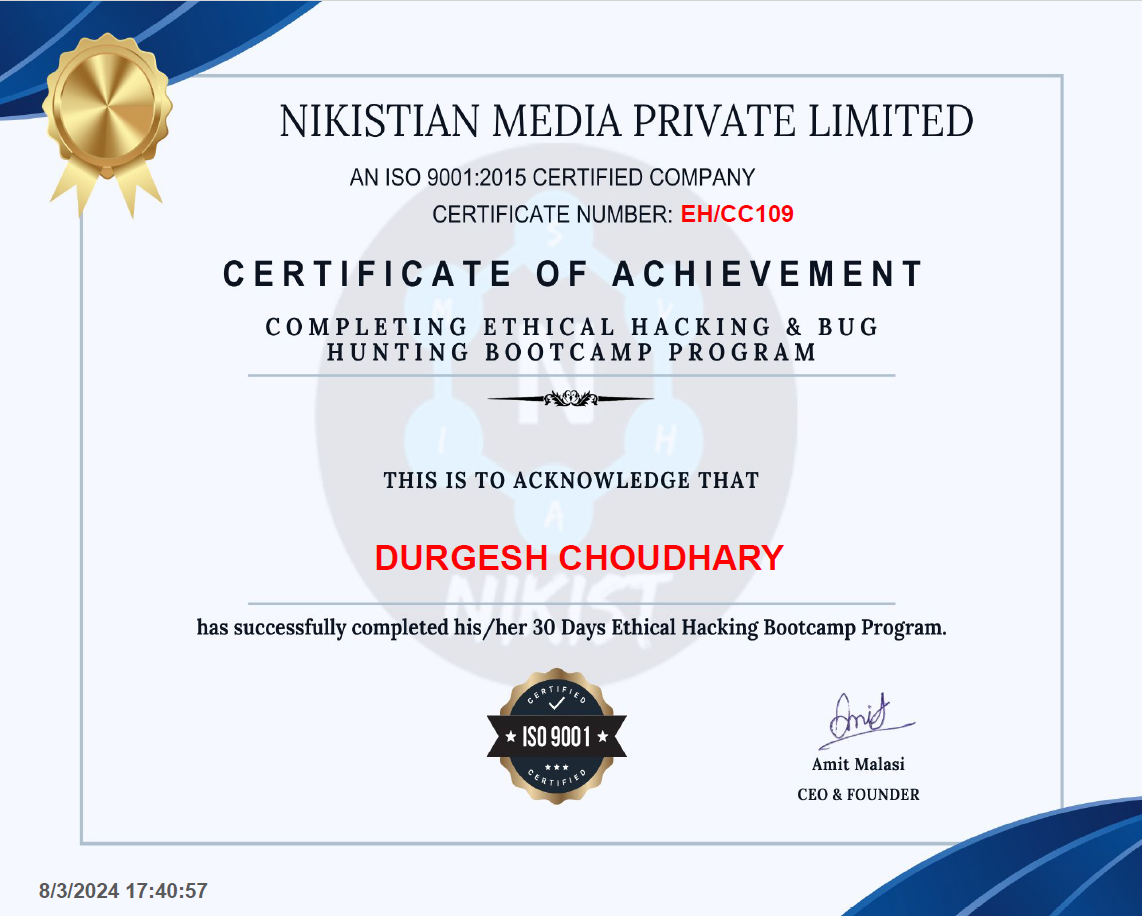 NIKISTIAN MEDIA PRIVATE LIMITED
AN ISO 9001:2015 CERTIFIED COMPANY
CERTIFICATE NUMBER: EH/CC109
S
CERTIFICATE OF ACHIEVEMENT
M V
COMPLETING ETHICAL HACKING & BUG
HUNTING BOOTCAMP PROGRAM
N
I H
THIS IS TO ACKNOWLEDGE THAT
A
DURGESH CHOUDHARY
NIKIST
has successfully completed his/her 30 Days Ethical Hacking Bootcamp Program.
CERTIFIED
ISO 9001
CERTIFIED
Amit
Amit Malasi
CEO & FOUNDER
8/3/2024 17:40:57